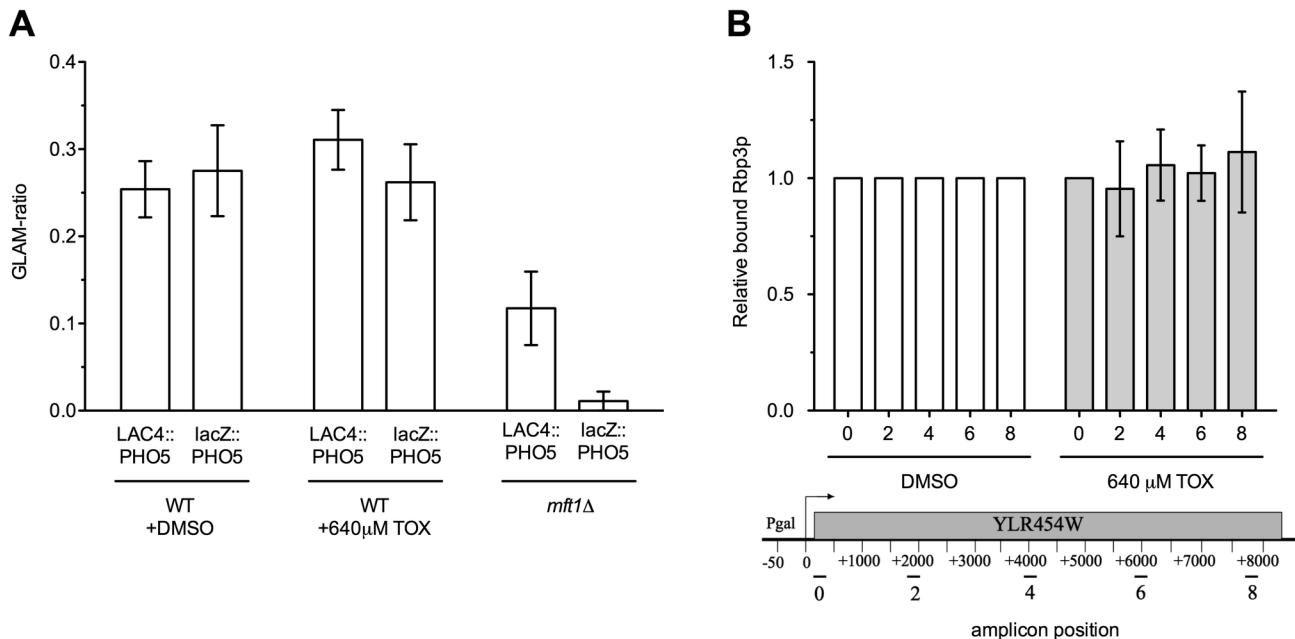 A
GLAM-ratio
0.4
0.3
0.2
0.1
0.0
LAC4:: lacZ:: LAC4:: lacZ:: LAC4:: lacZ::
PHO5 PHO5 PHO5 PHO5 PHO5 PHO5
WT WT mft1Δ
+DMSO +640μM TOX
B
Relative bound Rbp3p
1.5
1.0
0.5
0.0
0 2 4 6 8 0 2 4 6 8
DMSO 640 μM TOX
Pgal YLR454W
-50 0 +1000 +2000 +3000 +4000 +5000 +6000 +7000 +8000
0 2 4 6 8
amplicon position